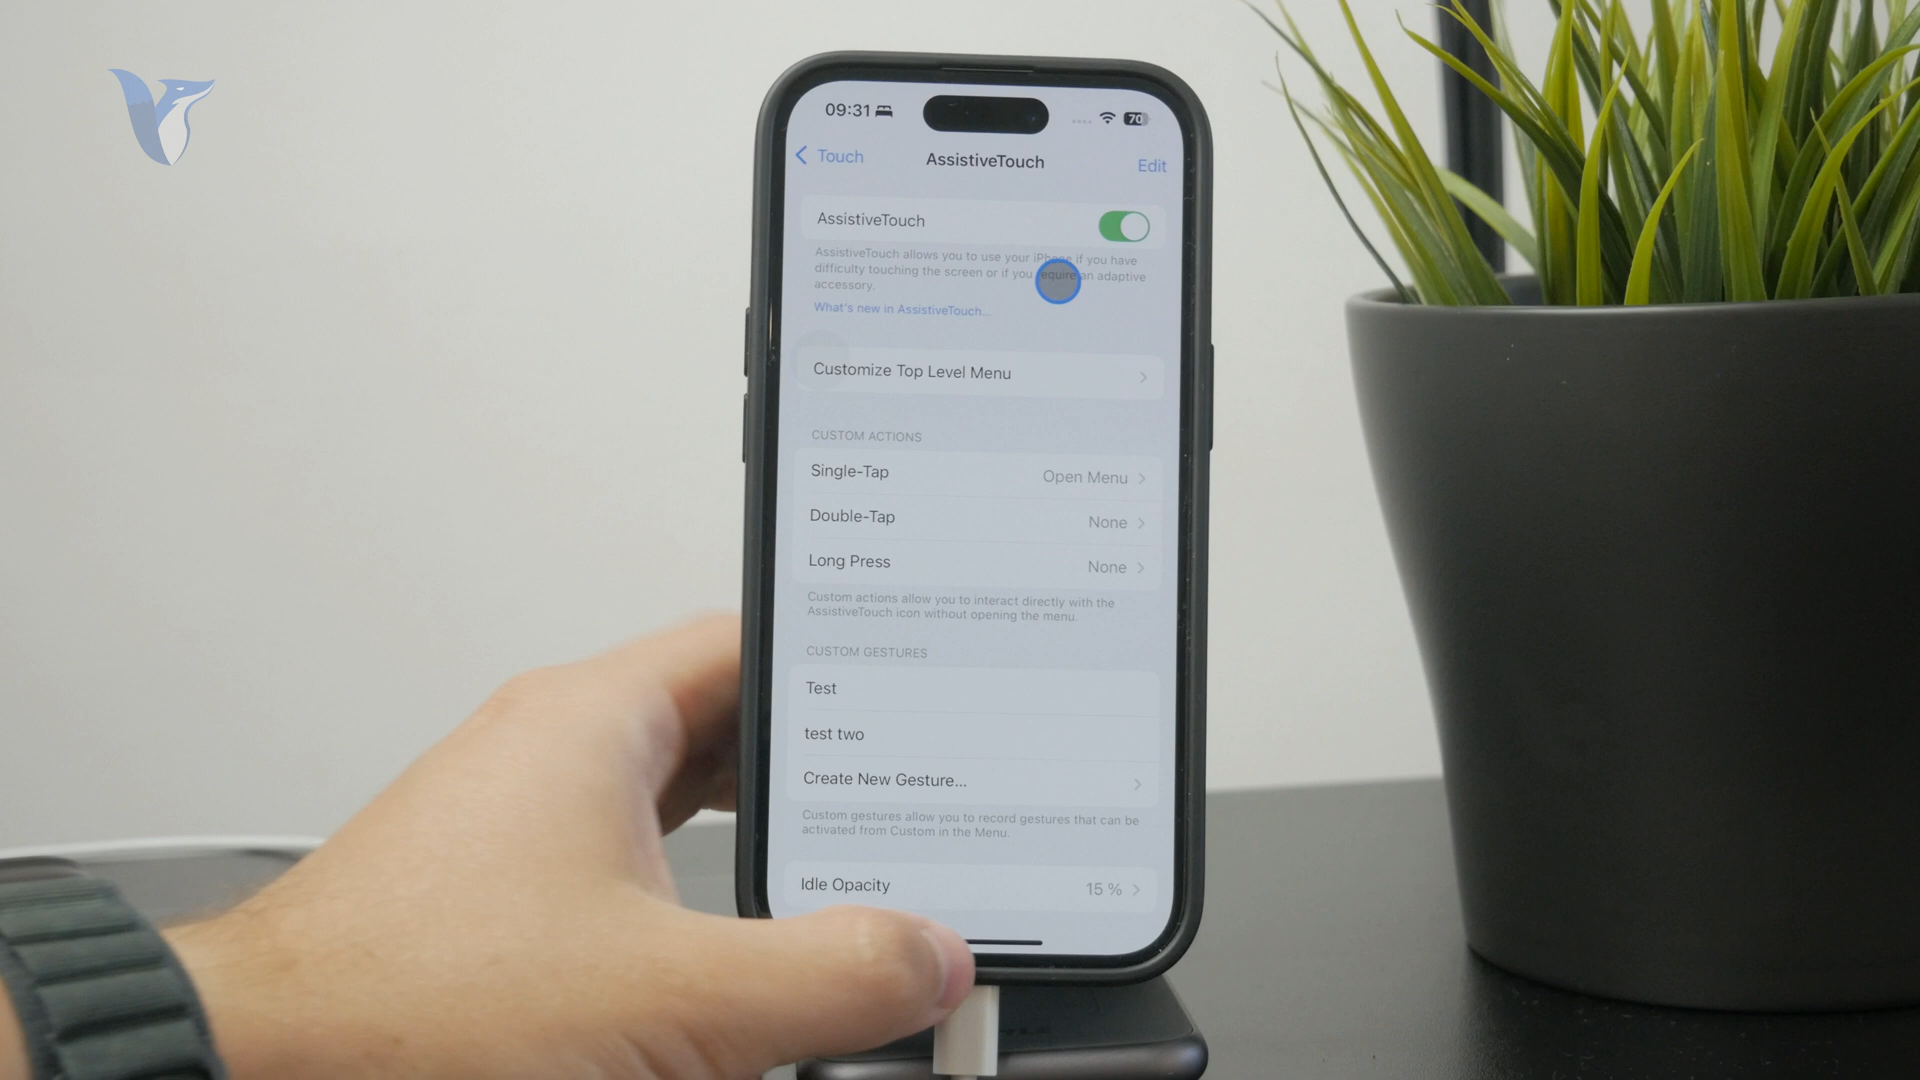 09:31
70
Touch
AssistiveTouch
Edit
AssistiveTouch
AssistiveTouch allows you to use your iPhone if you have
difficulty touching the screen or if you require an adaptive
accessory.
What's new in AssistiveTouch...
Customize Top Level Menu
CUSTOM ACTIONS
Single-Tap Open Menu
Double-Tap None
Long Press None
Custom actions allow you to interact directly with the
AssistiveTouch icon without opening the menu.
CUSTOM GESTURES
Test
test two
Create New Gesture...
Custom gestures allow you to record gestures that can be
activated from Custom in the Menu.
Idle Opacity 15 %